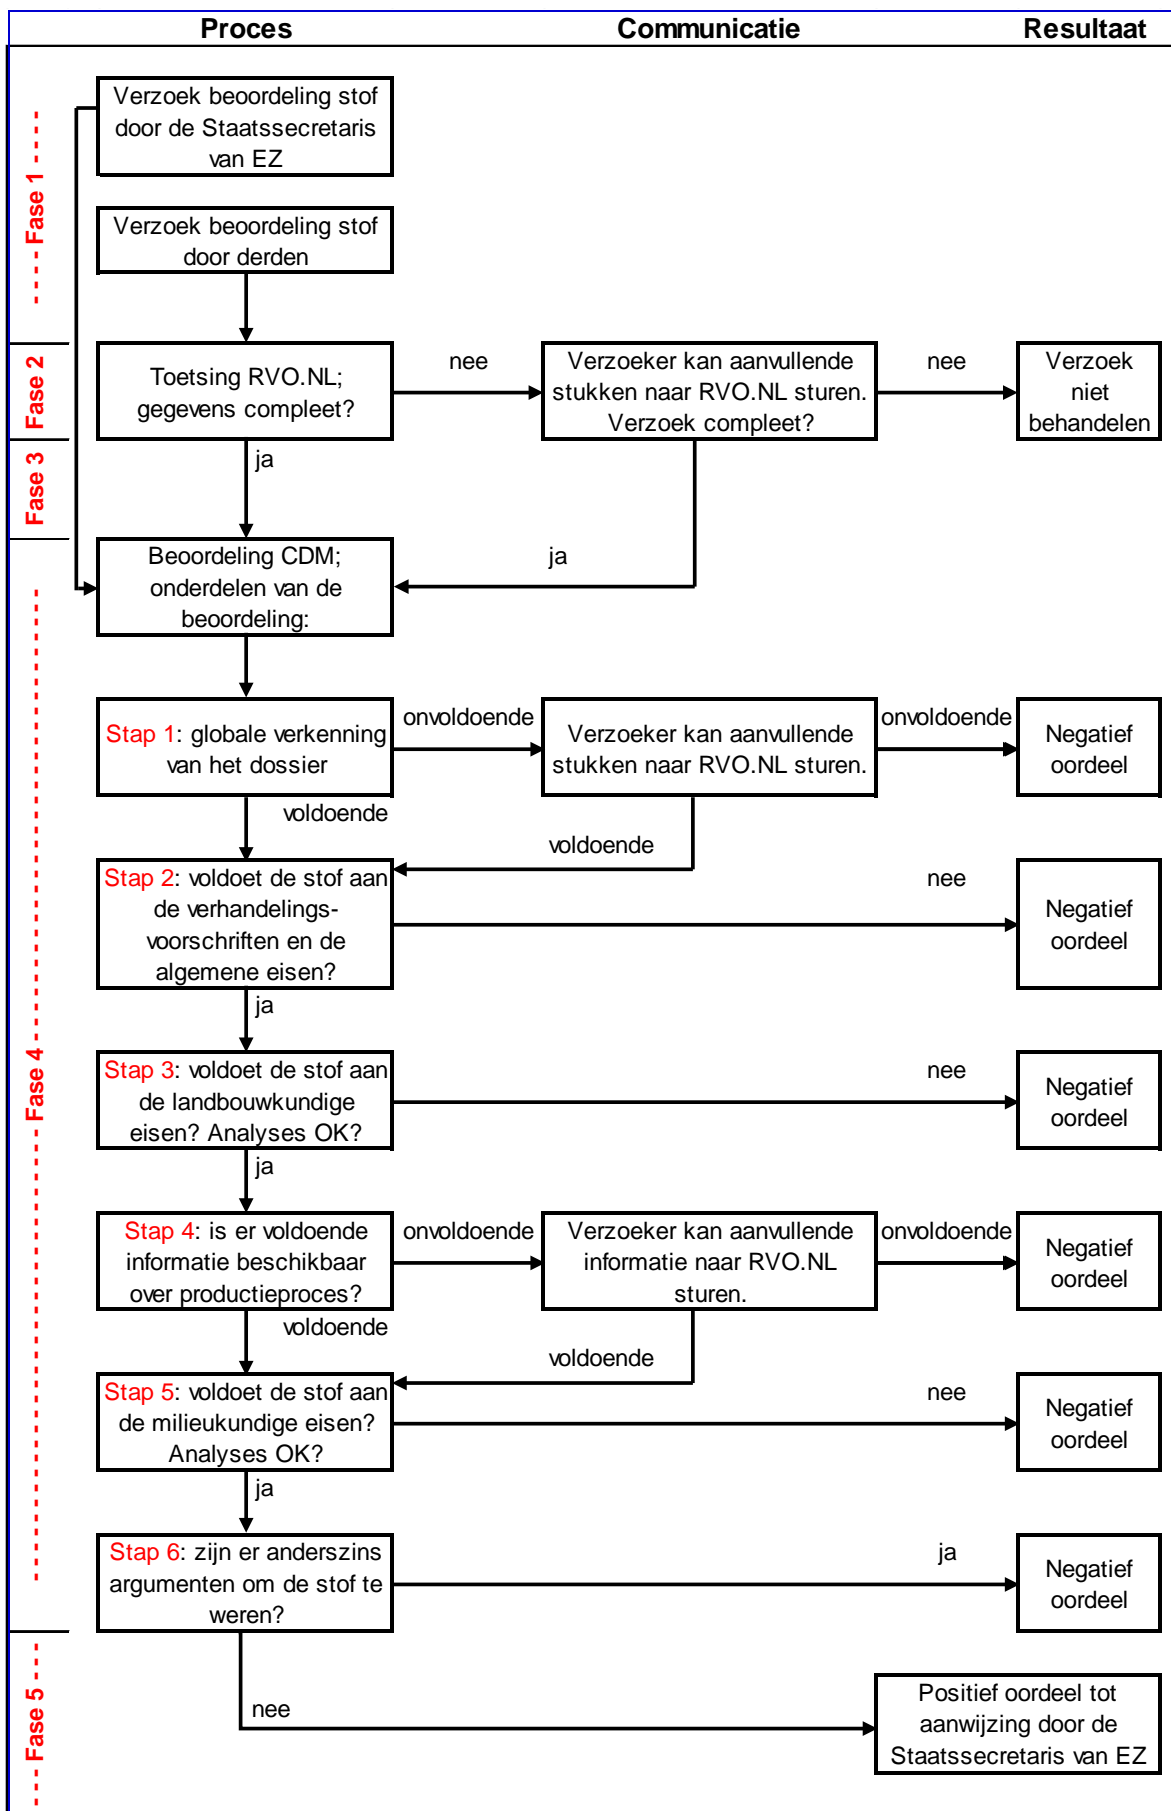 Proces
Communicatie
Resultaat
Fase 1
Verzoek beoordeling stof
door de Staatssecretaris
van EZ
Verzoek beoordeling stof
door derden
Fase 2
Toetsing RVO.NL;
gegevens compleet?
nee
Verzoeker kan aanvullende
stukken naar RVO.NL sturen.
Verzoek compleet?
nee
Verzoek
niet
behandelen
Fase 3
ja
ja
Fase 4
Beoordeling CDM;
onderdelen van de
beoordeling:
Stap 1: globale verkenning
van het dossier
onvoldoende
Verzoeker kan aanvullende
stukken naar RVO.NL sturen.
onvoldoende
Negatief
oordeel
voldoende
voldoende
Stap 2: voldoet de stof aan
de verhandelings-
voorschriften en de
algemene eisen?
nee
Negatief
oordeel
ja
Stap 3: voldoet de stof aan
de landbouwkundige
eisen? Analyses OK?
nee
Negatief
oordeel
ja
Stap 4: is er voldoende
informatie beschikbaar
over productieproces?
onvoldoende
Verzoeker kan aanvullende
informatie naar RVO.NL
sturen.
onvoldoende
Negatief
oordeel
voldoende
voldoende
Stap 5: voldoet de stof aan
de milieukundige eisen?
Analyses OK?
nee
Negatief
oordeel
ja
Stap 6: zijn er anderszins
argumenten om de stof te
weren?
ja
Negatief
oordeel
Fase 5
nee
Positief oordeel tot
aanwijzing door de
Staatssecretaris van EZ